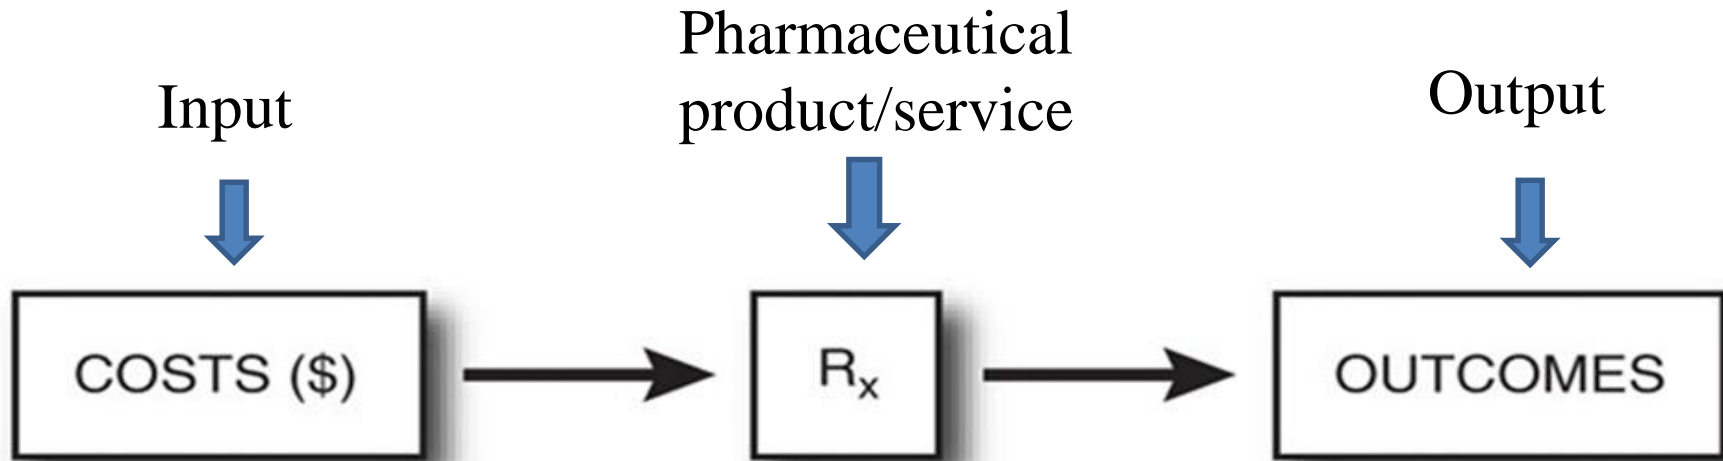 Input
Pharmaceutical
product/service
Output
COSTS ($)
Rx
OUTCOMES